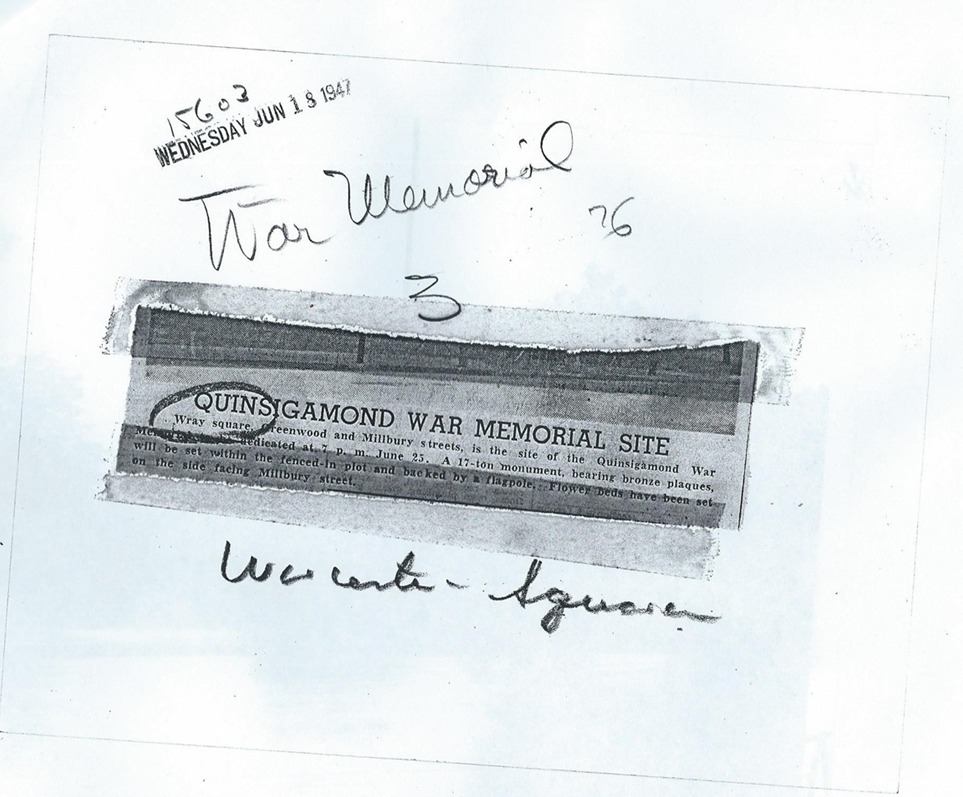 15603
WEDNESDAY JUN 18 1947
War Memorial
76
3
QUINSIGAMOND WAR MEMORIAL SITE
Wray square, Greenwood and Millbury streets, is the site of the Quinsigamond War
dedicated at 7 p. m. June 25. A 17-ton monument, bearing bronze plaques,
will be set within the fenced-in plot and backed by a flagpole. Flower beds have been set
on the side facing Millbury street.
Worcester - Squares